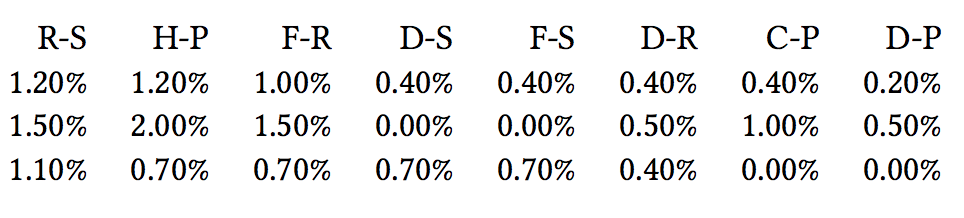 R-S H-P F-R D-S F-S D-R C-P D-P
1.20% 1.20% 1.00% 0.40% 0.40% 0.40% 0.40% 0.20%
1.50% 2.00% 1.50% 0.00% 0.00% 0.50% 1.00% 0.50%
1.10% 0.70% 0.70% 0.70% 0.70% 0.40% 0.00% 0.00%